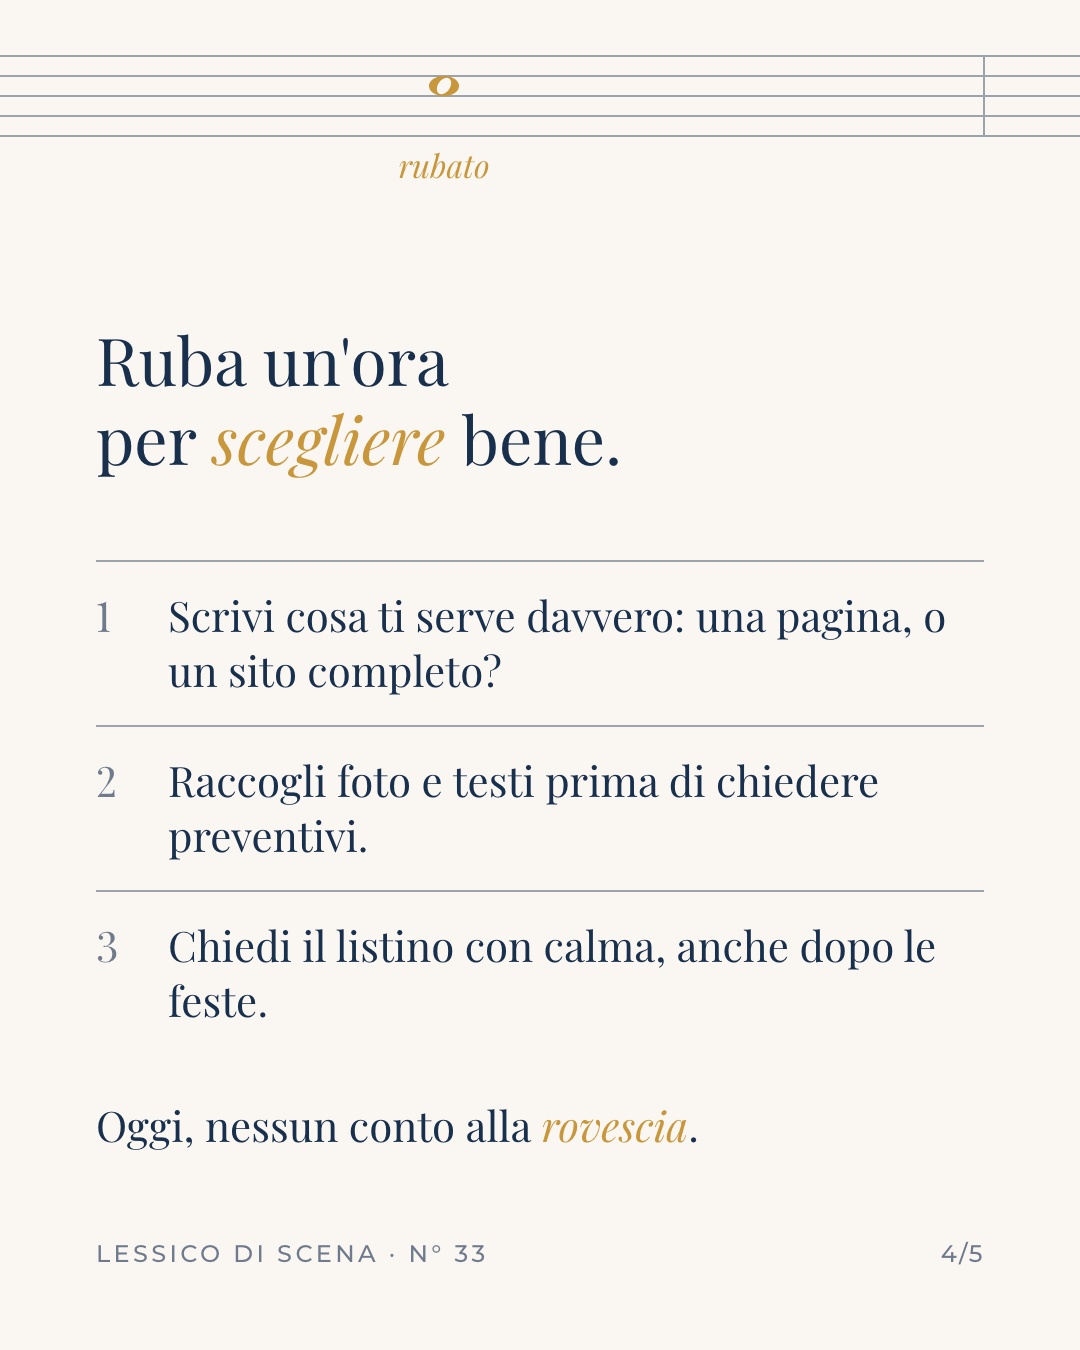 rubato
Ruba un'ora
per scegliere bene.
1 Scrivi cosa ti serve davvero: una pagina, o
un sito completo?
2 Raccogli foto e testi prima di chiedere
preventivi.
3 Chiedi il listino con calma, anche dopo le
feste.
Oggi, nessun conto alla rovescia.
LESSICO DI SCENA · N° 33 4/5